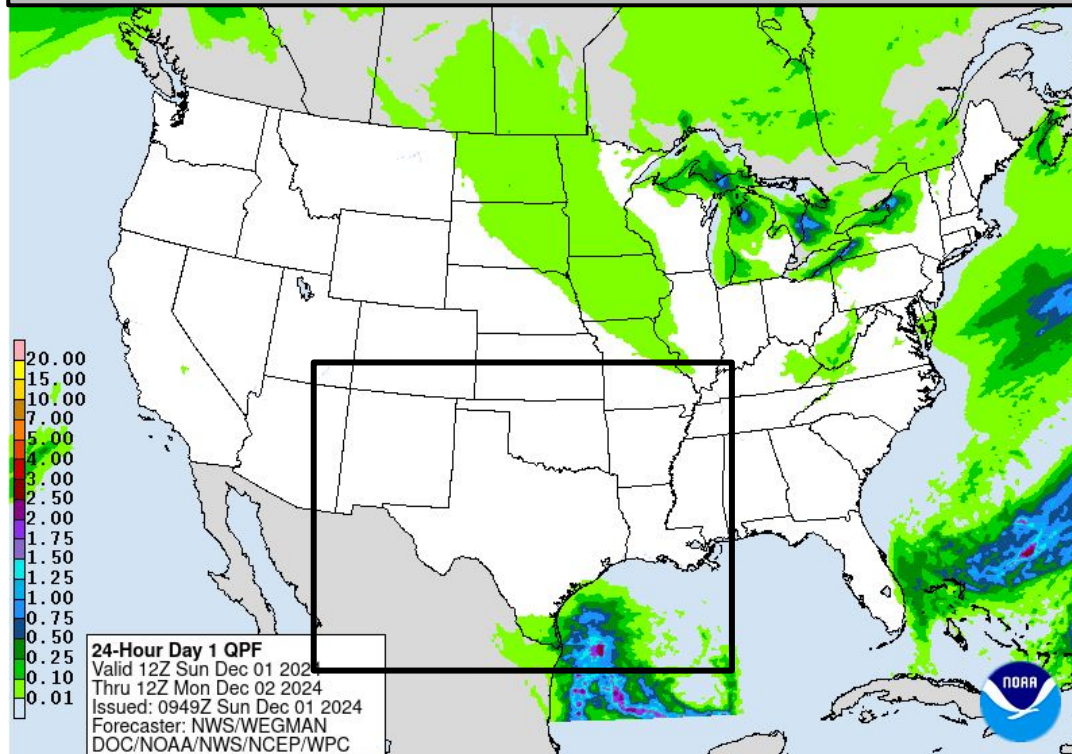 20.00
15.00
10.00
7.00
5.00
4.00
3.00
2.50
2.00
1.75
1.50
1.25
1.00
0.75
0.50
0.25
0.10
0.01
24-Hour Day 1 QPF
Valid 12Z Sun Dec 01 2024
Thru 12Z Mon Dec 02 2024
Issued: 0949Z Sun Dec 01 2024
Forecaster: NWS/WEGMAN
DOC/NOAA/NWS/NCEP/WPC
NOAA